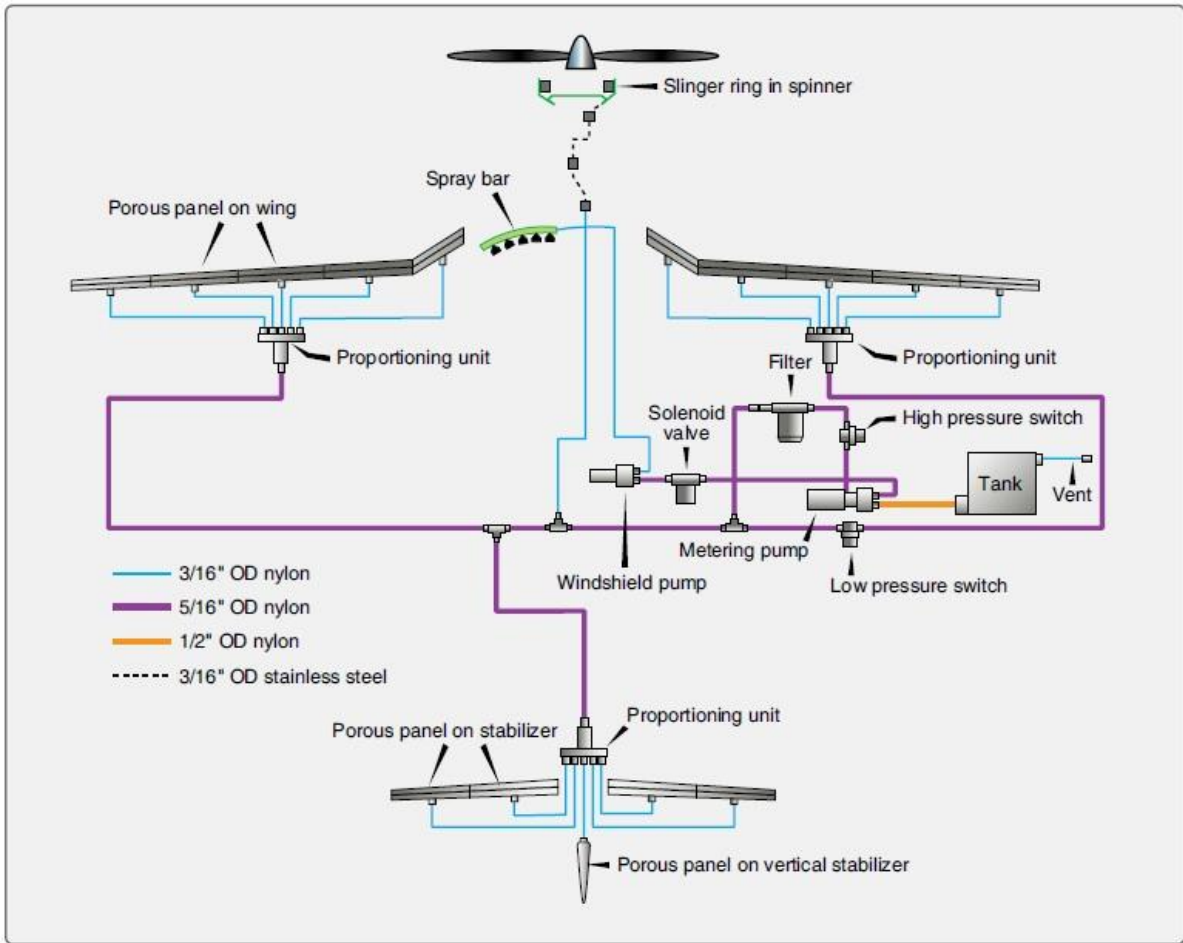 Slinger ring in spinner
Spray bar
Porous panel on wing
Proportioning unit
Proportioning unit
Filter
Solenoid
valve
High pressure switch
Tank
Vent
Metering pump
Windshield pump
Low pressure switch
3/16" OD nylon
5/16" OD nylon
1/2" OD nylon
3/16" OD stainless steel
Porous panel on stabilizer
Proportioning unit
Porous panel on vertical stabilizer